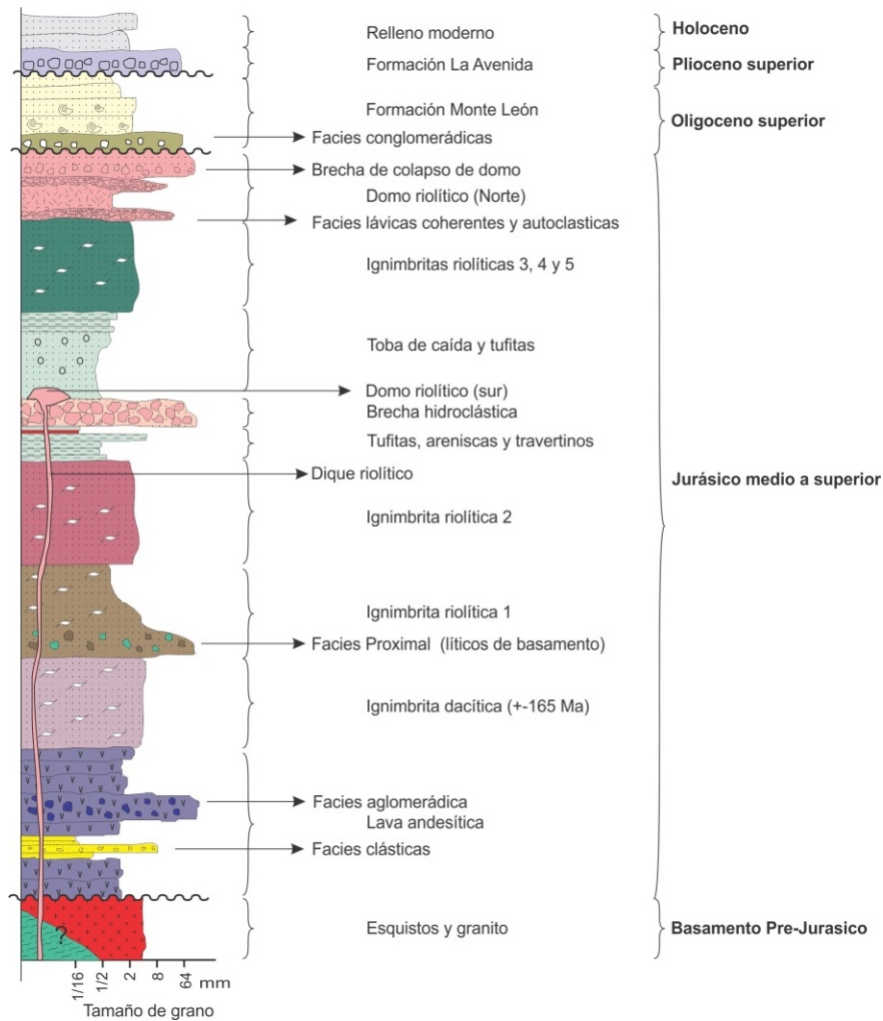 Relleno moderno
Holoceno
Formación La Avenida
Plioceno superior
Formación Monte León
Oligoceno superior
Facies conglomerádicas
Brecha de colapso de domo
Domo riolítico (Norte)
Facies lávicas coherentes y autoclasticas
Ignimbritas riolíticas 3, 4 y 5
Toba de caída y tufitas
Domo riolítico (sur)
Brecha hidroclástica
Tufitas, areniscas y travertinos
Dique riolítico
Jurásico medio a superior
Ignimbrita riolítica 2
Ignimbrita riolítica 1
Facies Proximal (líticos de basamento)
Ignimbrita dacítica (+-165 Ma)
Facies aglomerádica
Lava andesítica
Facies clásticas
Esquistos y granito
Basamento Pre-Jurasico
?
1/16 1/2 2 8 64 mm
Tamaño de grano